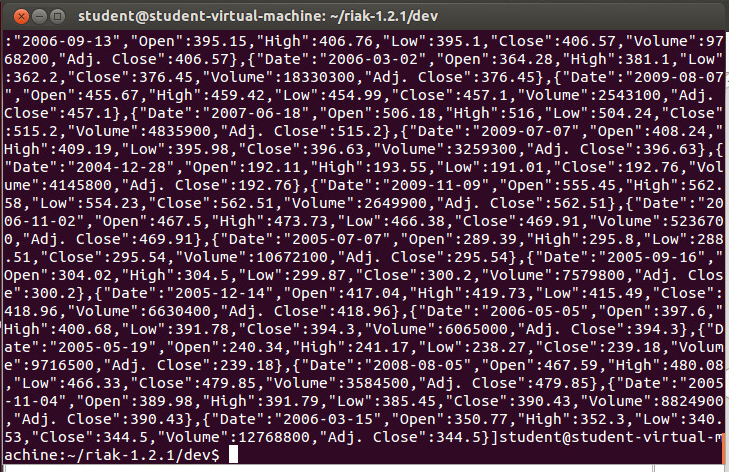 student@student-virtual-machine: ~/riak-1.2.1/dev
:"2006-09-13","Open":395.15,"High":406.76,"Low":395.1,"Close":406.57,"Volume":97
68200,"Adj. Close":406.57},{"Date":"2006-03-02","Open":364.28,"High":381.1,"Low"
:362.2,"Close":376.45,"Volume":18330300,"Adj. Close":376.45},{"Date":"2009-08-07
","Open":455.67,"High":459.42,"Low":454.99,"Close":457.1,"Volume":2543100,"Adj.
Close":457.1},{"Date":"2007-06-18","Open":506.18,"High":516,"Low":504.24,"Close"
:515.2,"Volume":4835900,"Adj. Close":515.2},{"Date":"2009-07-07","Open":408.24,"
High":409.19,"Low":395.98,"Close":396.63,"Volume":3259300,"Adj. Close":396.63},{
"Date":"2004-12-28","Open":192.11,"High":193.55,"Low":191.01,"Close":192.76,"Vol
ume":4145800,"Adj. Close":192.76},{"Date":"2009-11-09","Open":555.45,"High":562.
58,"Low":554.23,"Close":562.51,"Volume":2649900,"Adj. Close":562.51},{"Date":"20
06-11-02","Open":467.5,"High":473.73,"Low":466.38,"Close":469.91,"Volume":523670
0,"Adj. Close":469.91},{"Date":"2005-07-07","Open":289.39,"High":295.8,"Low":288
.51,"Close":295.54,"Volume":10672100,"Adj. Close":295.54},{"Date":"2005-09-16","
Open":304.02,"High":304.5,"Low":299.87,"Close":300.2,"Volume":7579800,"Adj. Clos
e":300.2},{"Date":"2005-12-14","Open":417.04,"High":419.73,"Low":415.49,"Close":
418.96,"Volume":6630400,"Adj. Close":418.96},{"Date":"2006-05-05","Open":397.6,"
High":400.68,"Low":391.78,"Close":394.3,"Volume":6065000,"Adj. Close":394.3},{"D
ate":"2005-05-19","Open":240.34,"High":241.17,"Low":238.27,"Close":239.18,"Volum
e":9716500,"Adj. Close":239.18},{"Date":"2008-08-05","Open":467.59,"High":480.08
,"Low":466.33,"Close":479.85,"Volume":3584500,"Adj. Close":479.85},{"Date":"2005
-11-04","Open":389.98,"High":391.79,"Low":385.45,"Close":390.43,"Volume":8824900
,"Adj. Close":390.43},{"Date":"2006-03-15","Open":350.77,"High":352.3,"Low":340.
53,"Close":344.5,"Volume":12768800,"Adj. Close":344.5}]student@student-virtual-m
achine:~/riak-1.2.1/dev$